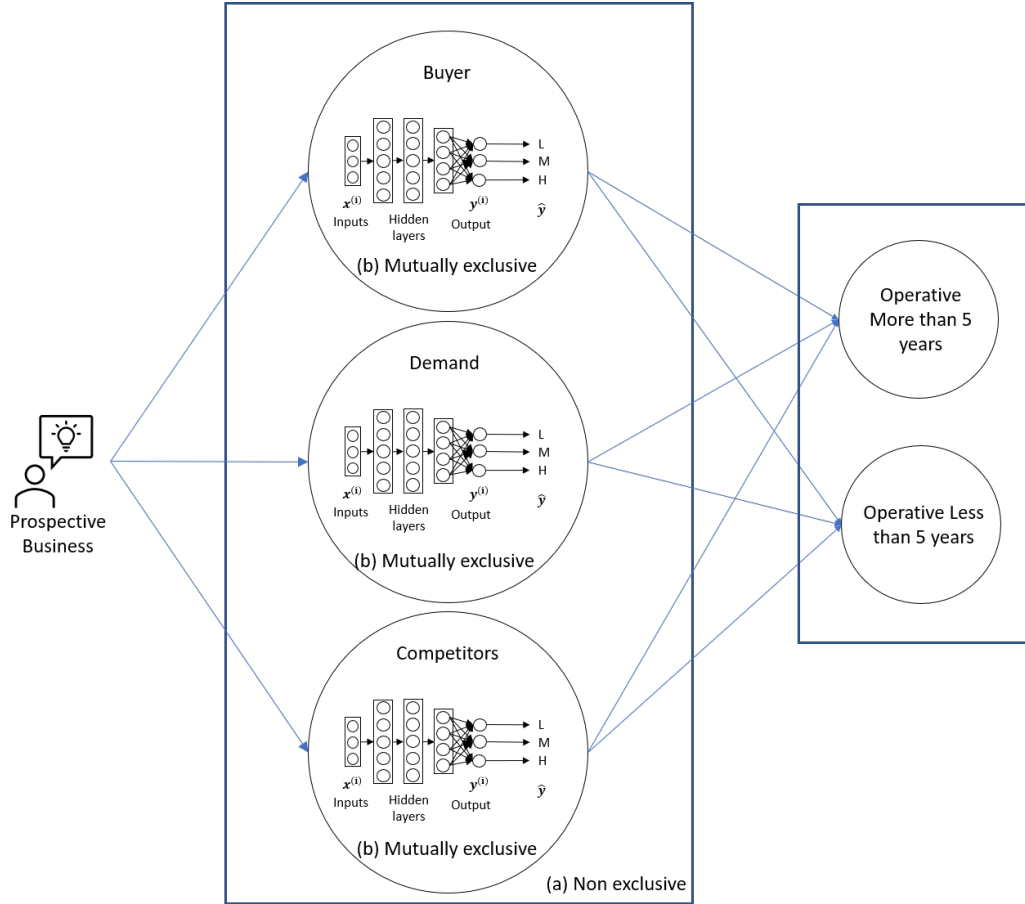 Buyer
L
M
H
x^(i)
y^(i)
ŷ
Inputs
Hidden
layers
Output
(b) Mutually exclusive
Demand
L
M
H
x^(i)
y^(i)
ŷ
Inputs
Hidden
layers
Output
(b) Mutually exclusive
Competitors
L
M
H
x^(i)
y^(i)
ŷ
Inputs
Hidden
layers
Output
(b) Mutually exclusive
(a) Non exclusive
Prospective
Business
Operative
More than 5
years
Operative Less
than 5 years